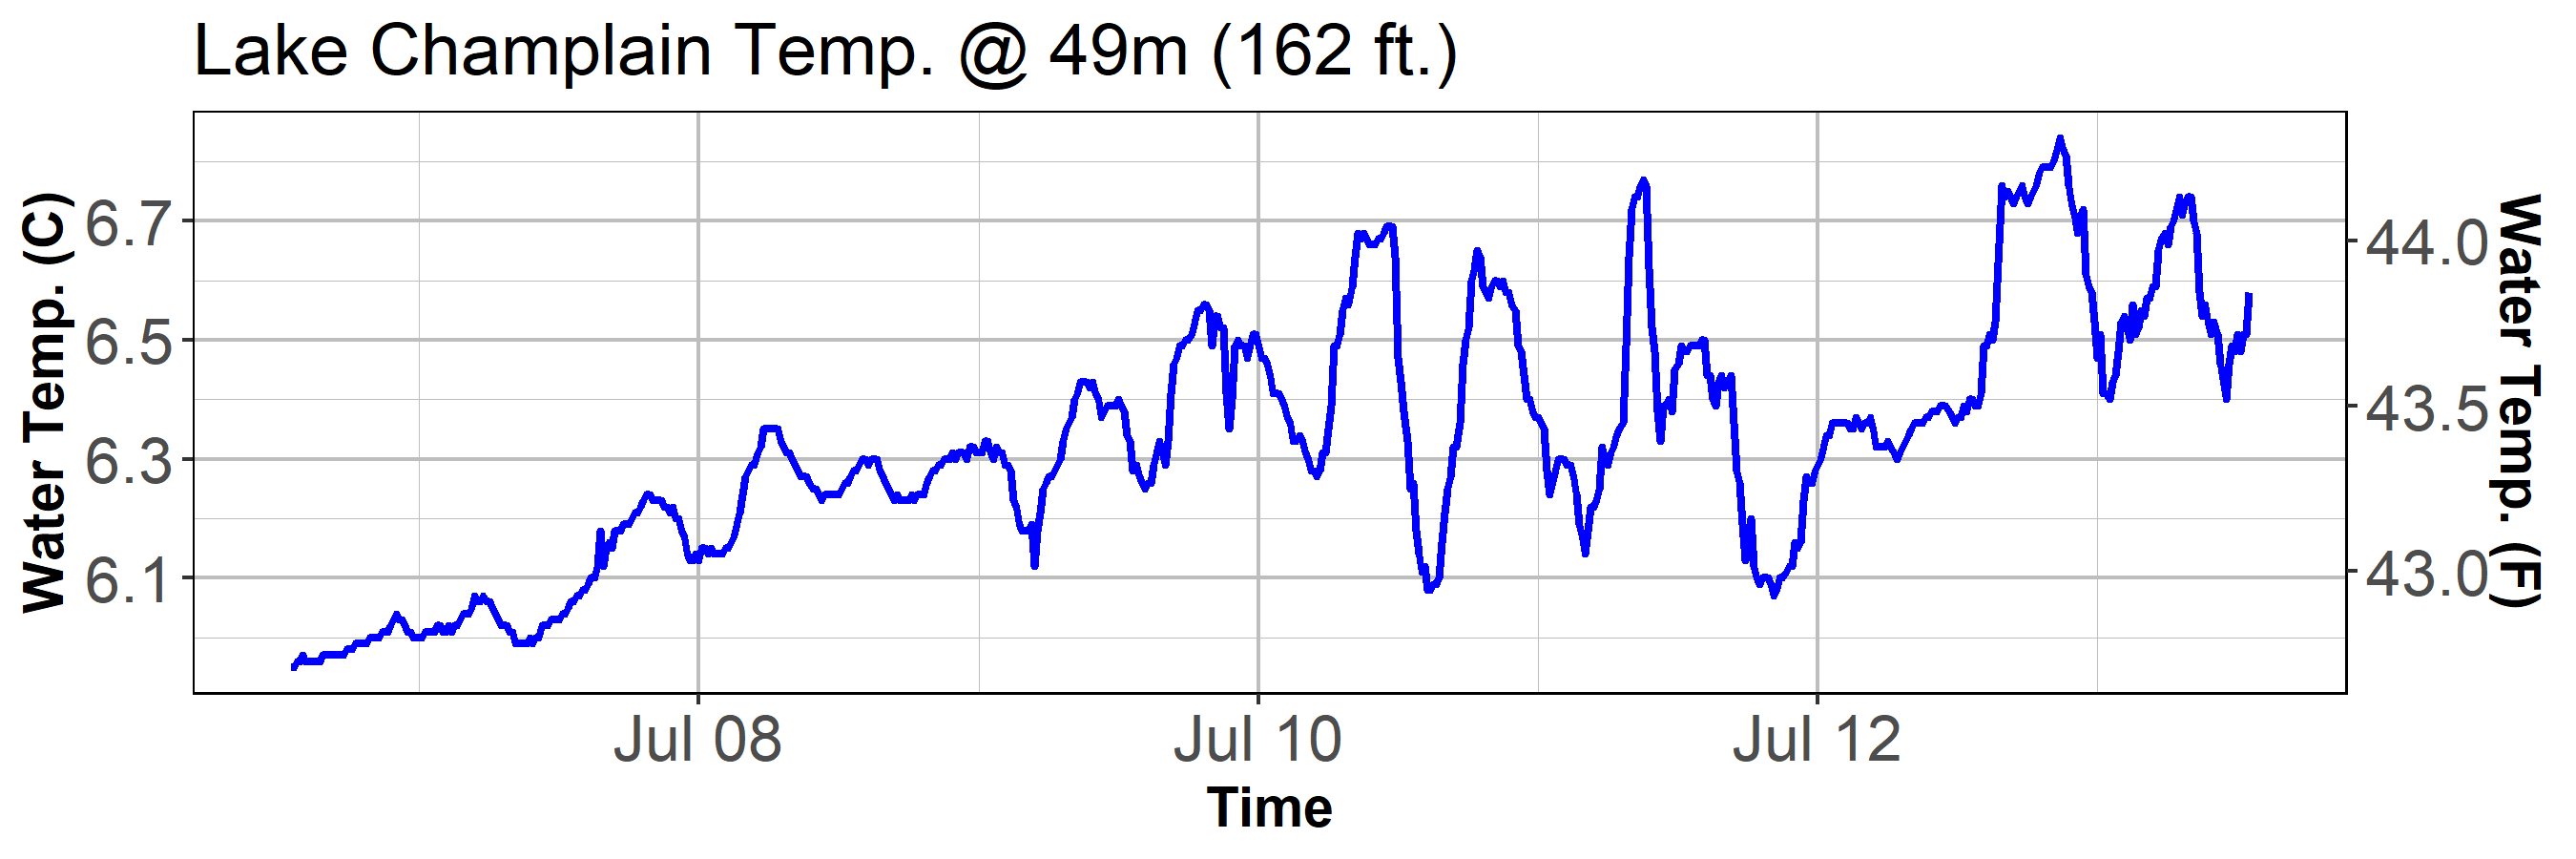 Lake Champlain Temp. @ 49m (162 ft.)
Water Temp. (C)
6.7
6.5
6.3
6.1
44.0
43.5
43.0
Water Temp. (F)
Jul 08
Jul 10
Jul 12
Time